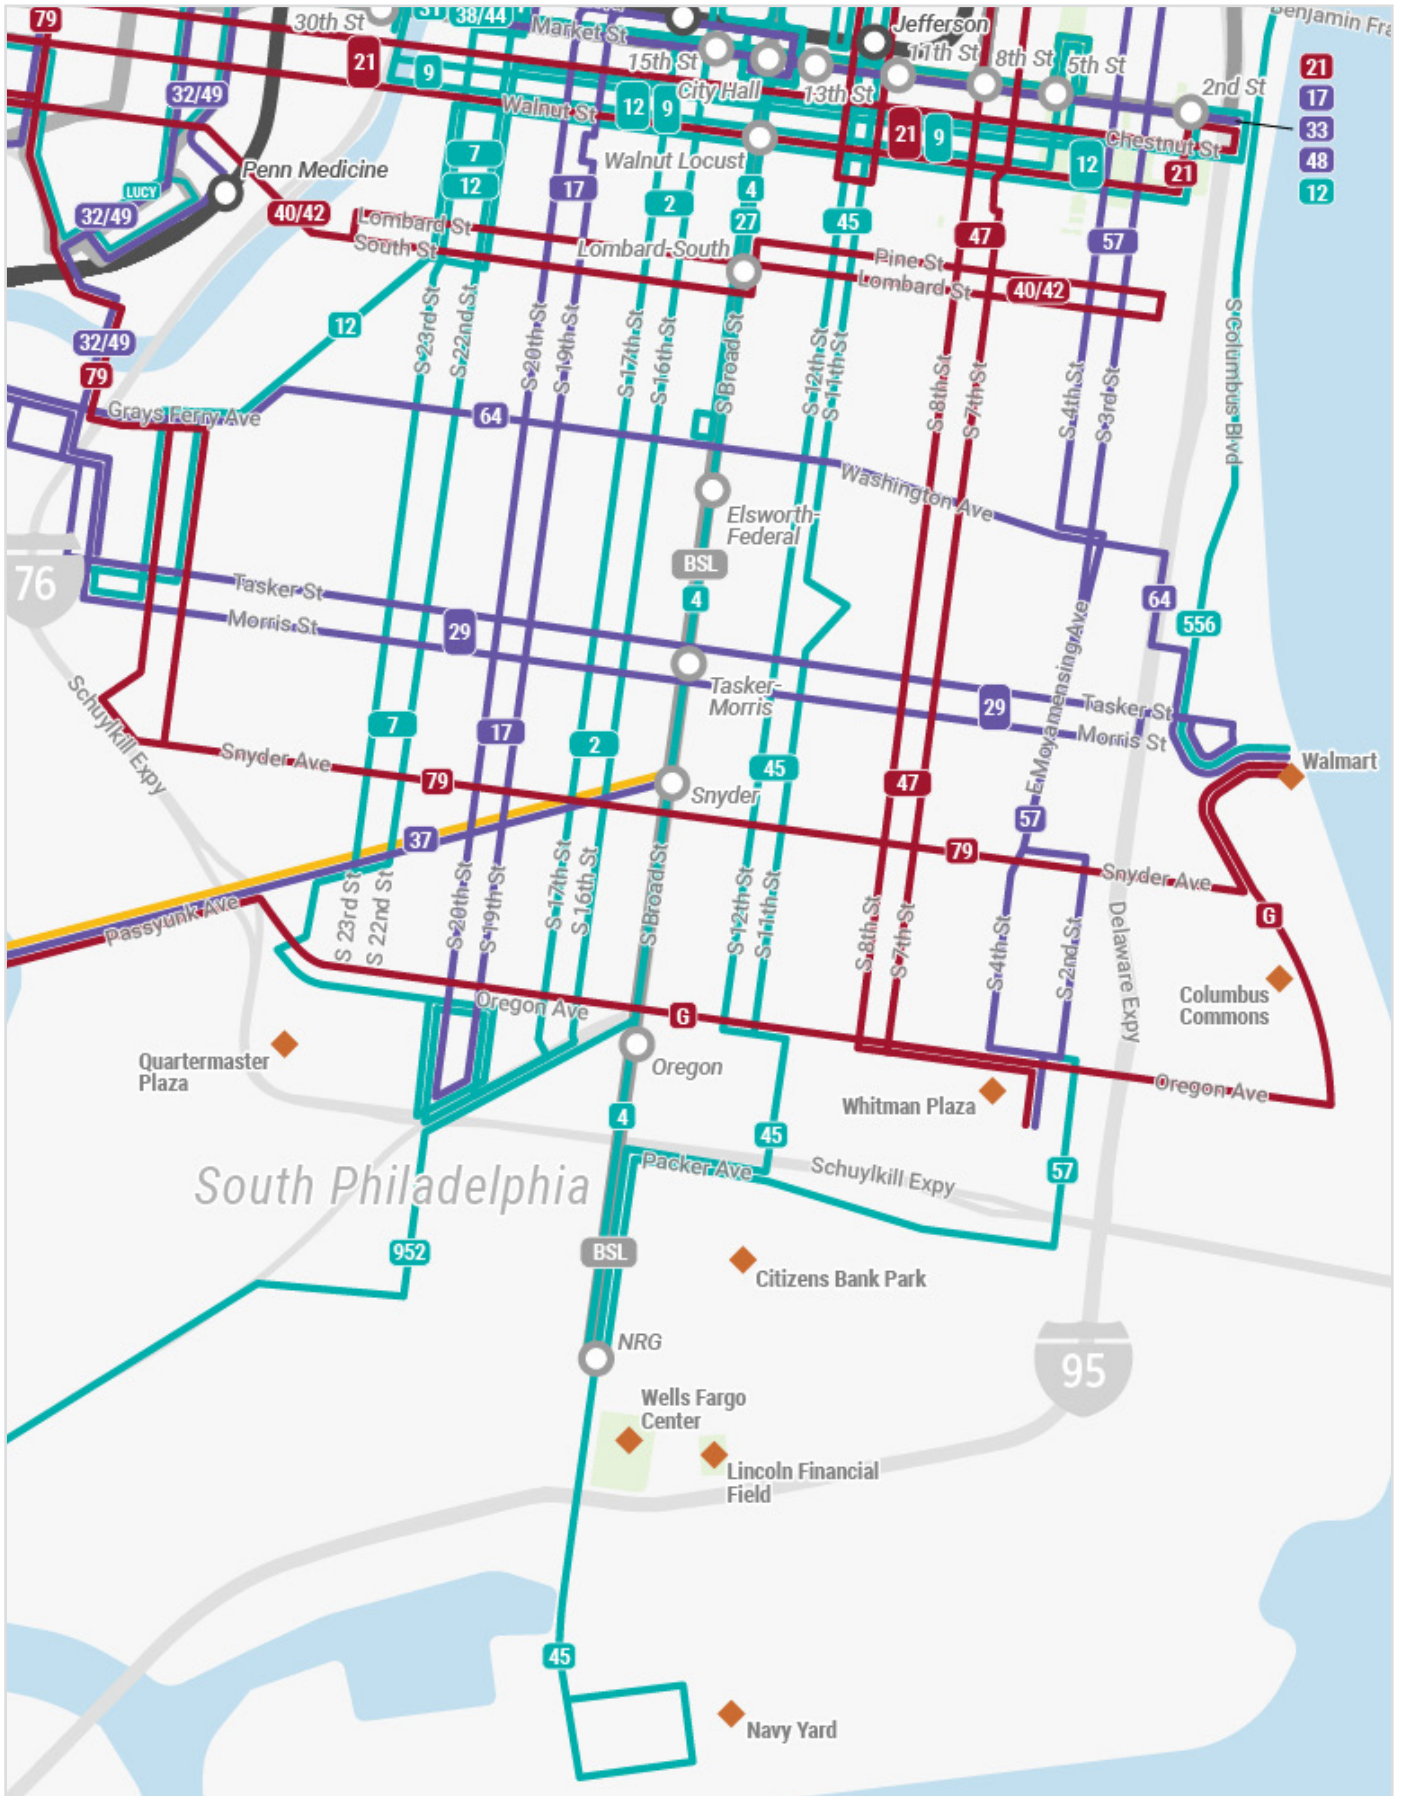 79
30th St
31
38/44
Market St
Jefferson
Benjamin Fra
21
9
15th St
11th St
8th St
5th St
21
32/49
City Hall
13th St
2nd St
17
Walnut St
12
9
33
21
9
Chestnut St
48
7
Walnut Locust
12
21
12
Penn Medicine
LUCY
12
17
4
2
32/49
40/42
Lombard St
27
45
47
57
South St
Lombard-South
Pine St
Lombard St
40/42
12
S 23rd St
S 22nd St
S 20th St
S 19th St
S 17th St
S 16th St
S Broad St
S 12th St
S 11th St
S 8th St
S 7th St
S 4th St
S 3rd St
S Columbus Blvd
32/49
79
Grays Ferry Ave
64
Washington Ave
Elsworth-
Federal
BSL
76
Tasker St
4
64
Morris St
29
556
Tasker-
Morris
E Moyamensing Ave
29
Tasker St
Morris St
Schuylkill Expy
7
17
2
45
Snyder Ave
79
Snyder
47
Walmart
37
57
79
Snyder Ave
Passyunk Ave
S 23rd St
S 22nd St
S 20th St
S 19th St
S 17th St
S 16th St
S Broad St
S 12th St
S 11th St
S 8th St
S 7th St
S 4th St
S 2nd St
Delaware Expy
G
Oregon Ave
G
Columbus
Commons
Quartermaster
Plaza
Oregon
Whitman Plaza
Oregon Ave
4
45
Packer Ave
Schuylkill Expy
57
South Philadelphia
952
BSL
Citizens Bank Park
NRG
95
Wells Fargo
Center
Lincoln Financial
Field
45
Navy Yard